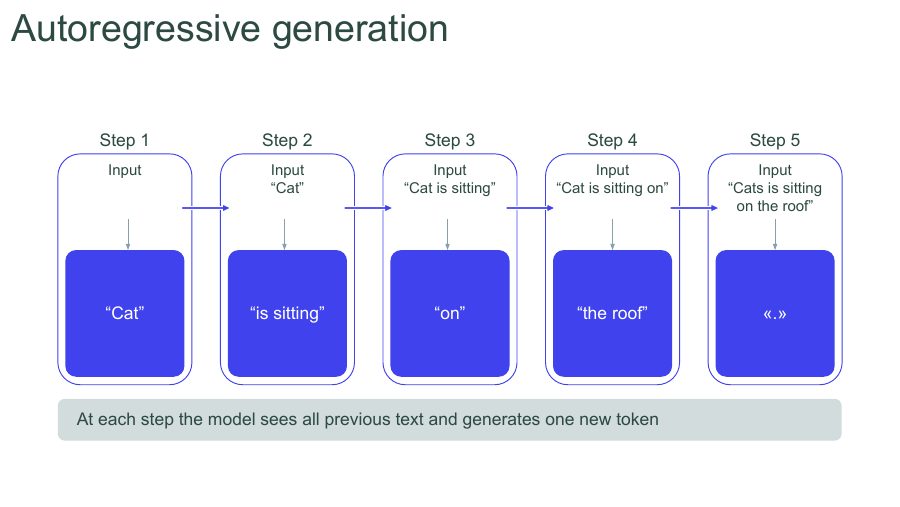 Autoregressive generation
Step 1
Input
“Cat”
Step 2
Input
“Cat”
“is sitting”
Step 3
Input
“Cat is sitting”
“on”
Step 4
Input
“Cat is sitting on”
“the roof”
Step 5
Input
“Cats is sitting
on the roof”
«.»
At each step the model sees all previous text and generates one new token